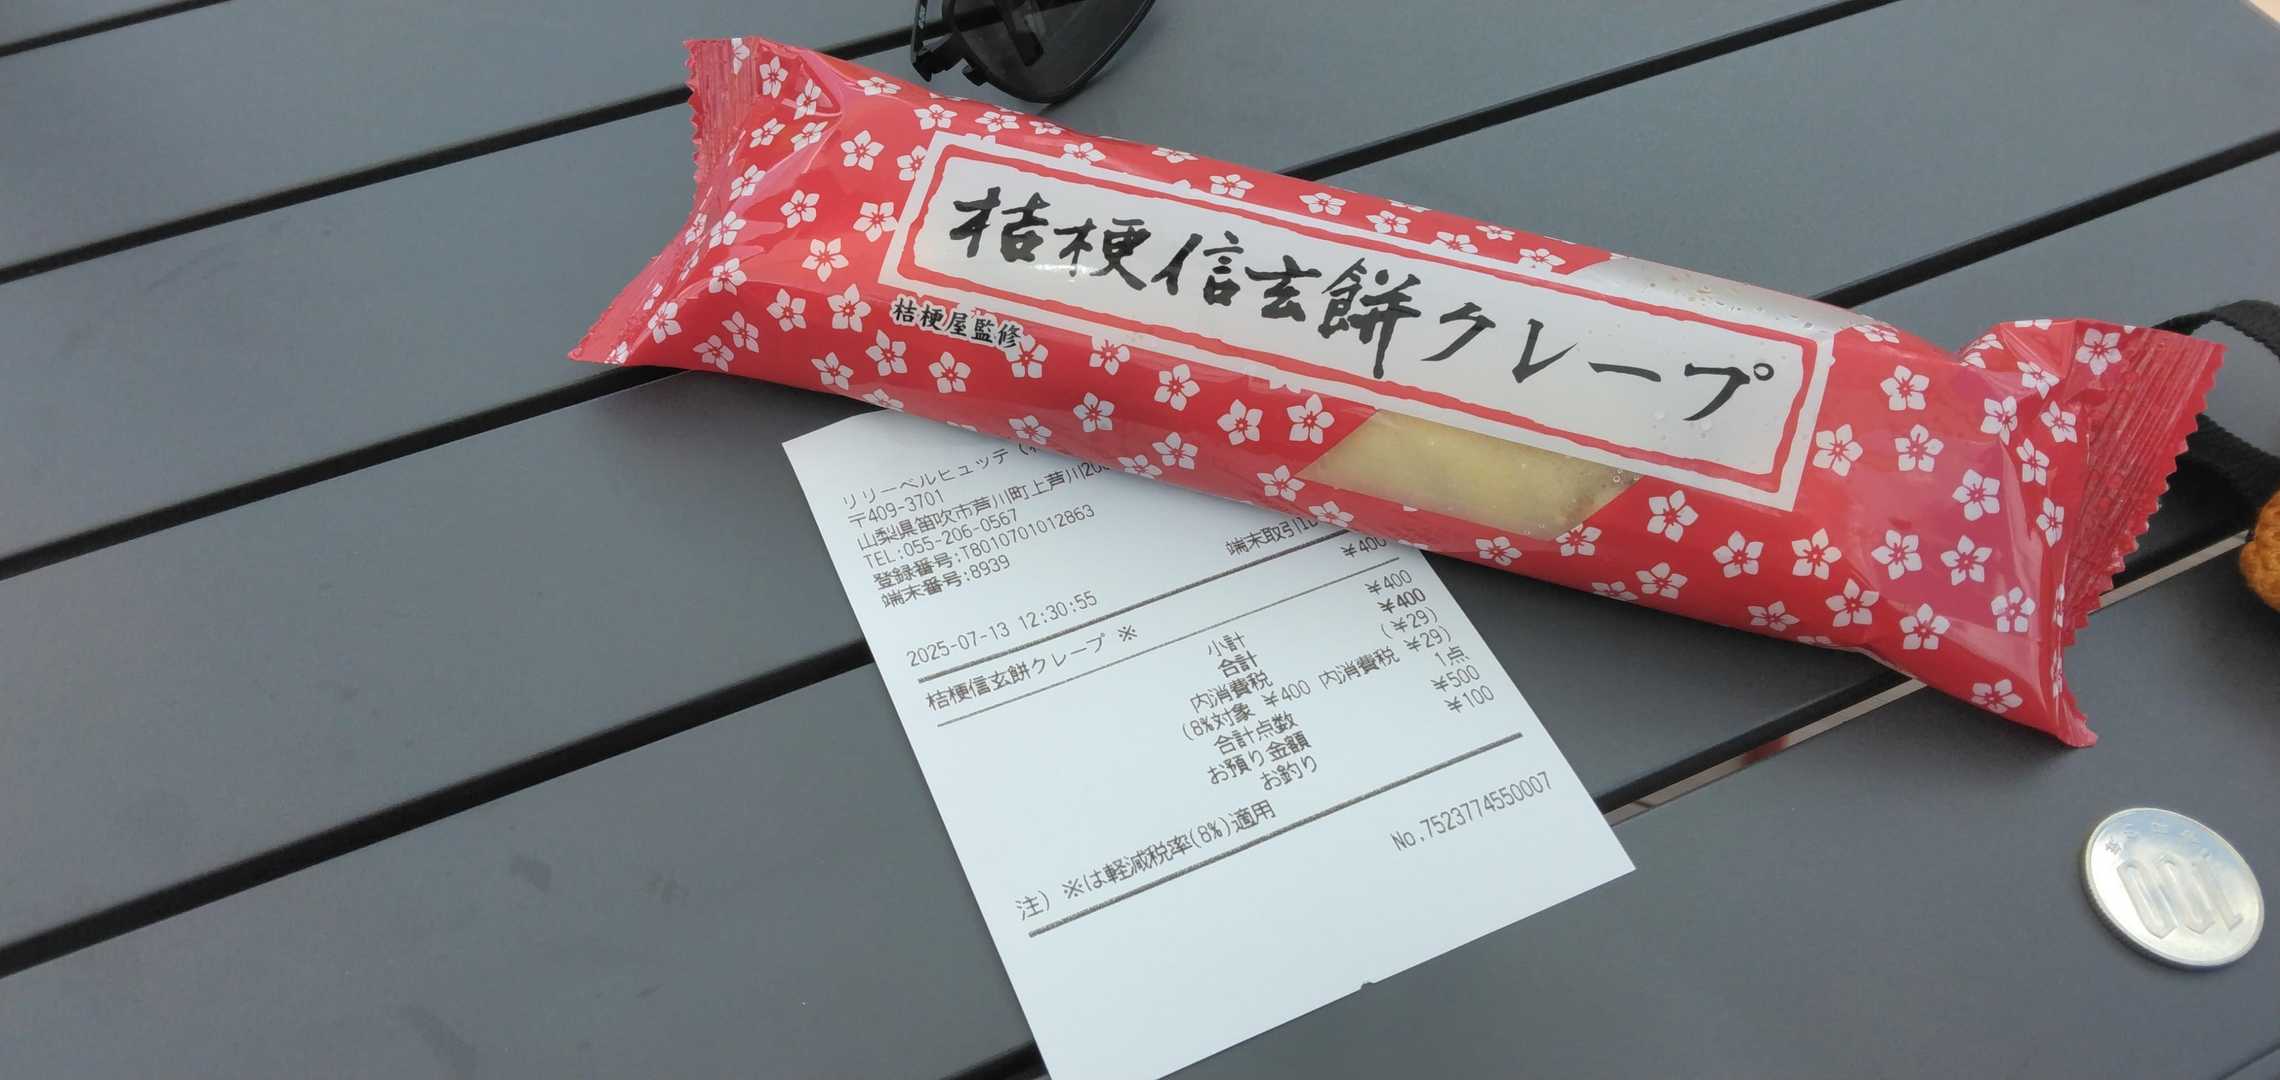 桔梗信玄餅クレープ
桔梗屋監修
リリーベルヒュッテ
〒409-3701
山梨県笛吹市芦川町上芦川
TEL:055-206-0567
登録番号:T8010701012863
端末番号:8939
端末取引ID
2025-07-13 12:30:55
桔梗信玄餅クレープ ※ ¥400
小計 ¥400
合計 ¥400
内消費税 (¥29)
(8%対象 ¥400 内消費税 ¥29)
合計点数 1点
お預り金額 ¥500
お釣り ¥100
注) ※は軽減税率(8%)適用
No.7523774550007
100